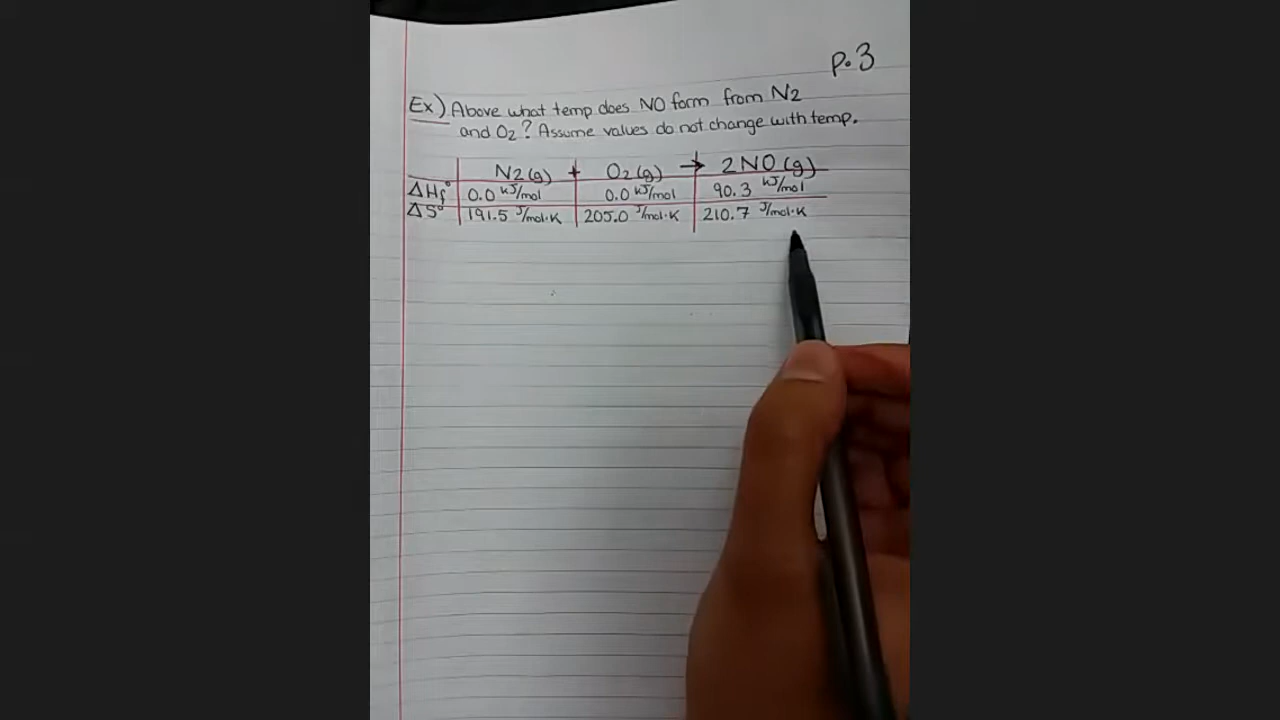 p.3
Ex) Above what temp does NO form from N2
and O2? Assume values do not change with temp.
N2(g) + O2(g) → 2NO(g)
ΔHf° 0.0 kJ/mol 0.0 kJ/mol 90.3 kJ/mol
ΔS° 191.5 J/mol·K 205.0 J/mol·K 210.7 J/mol·K